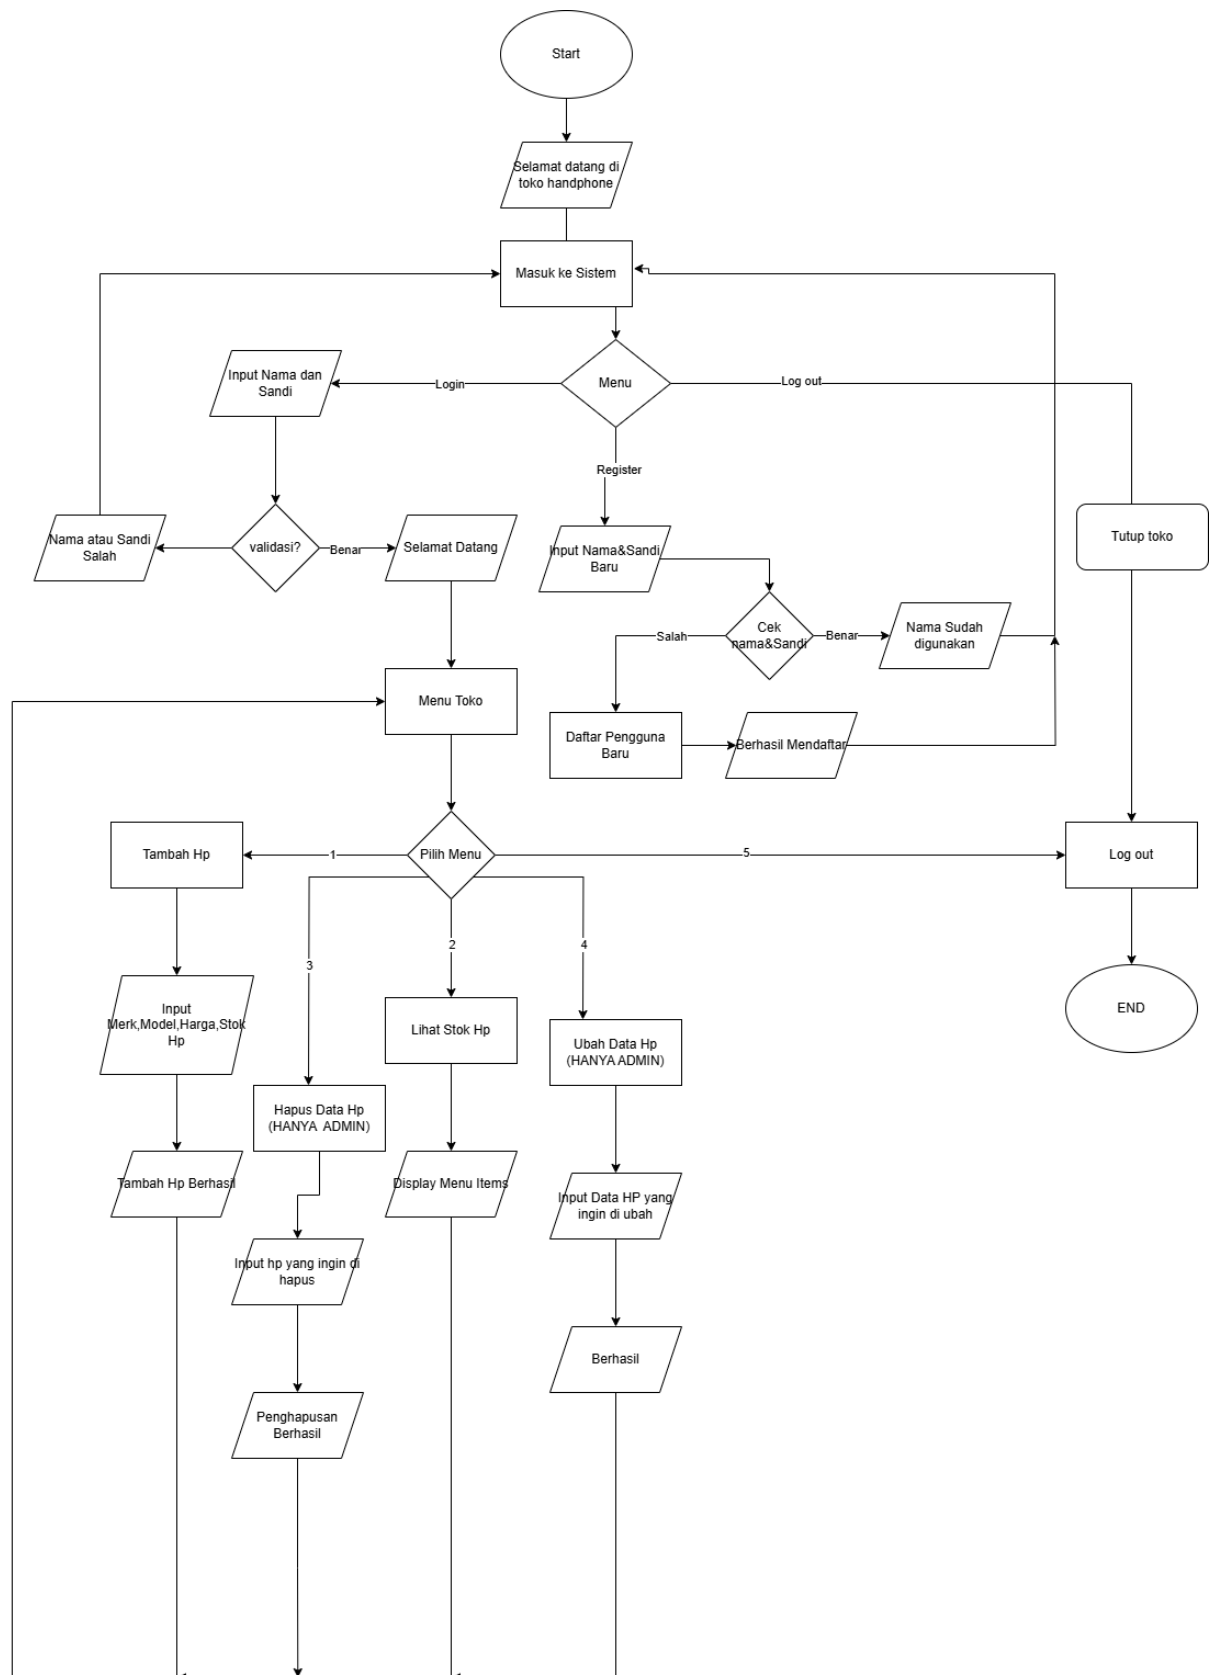 Start
Selamat datang di
toko handphone
Masuk ke Sistem
Menu
Login
Log out
Register
Input Nama dan
Sandi
validasi?
Benar
Nama atau Sandi
Salah
Selamat Datang
Input Nama&Sandi
Baru
Cek
nama&Sandi
Salah
Benar
Nama Sudah
digunakan
Daftar Pengguna
Baru
Berhasil Mendaftar
Tutup toko
Menu Toko
Pilih Menu
1
5
3
2
4
Tambah Hp
Log out
Input
Merk,Model,Harga,Stok
Hp
Lihat Stok Hp
Ubah Data Hp
(HANYA ADMIN)
END
Hapus Data Hp
(HANYA ADMIN)
Tambah Hp Berhasil
Display Menu Items
Input Data HP yang
ingin di ubah
Input hp yang ingin di
hapus
Berhasil
Penghapusan
Berhasil